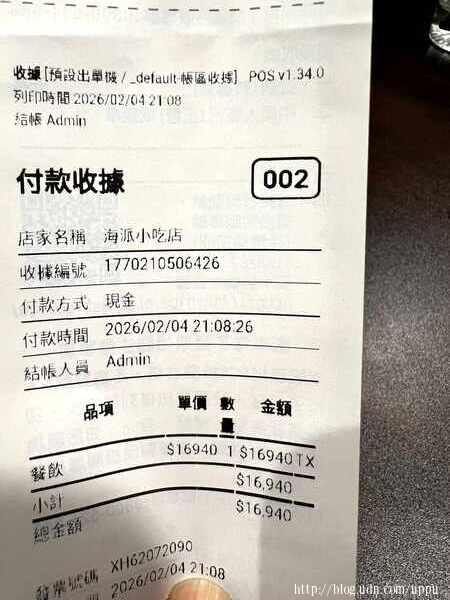 收據[預設出單機 / _default-帳區收據] POS v1.34.0
列印時間 2026/02/04 21:08
結帳 Admin
付款收據 002
店家名稱 海派小吃店
收據編號 1770210506426
付款方式 現金
付款時間 2026/02/04 21:08:26
結帳人員 Admin
品項 單價 數量 金額
餐飲 $16940 1 $16940TX
小計 $16,940
總金額 $16,940
發票號碼 XH62072090
2026/02/04 21:08
http://blog.udn.com/uppu